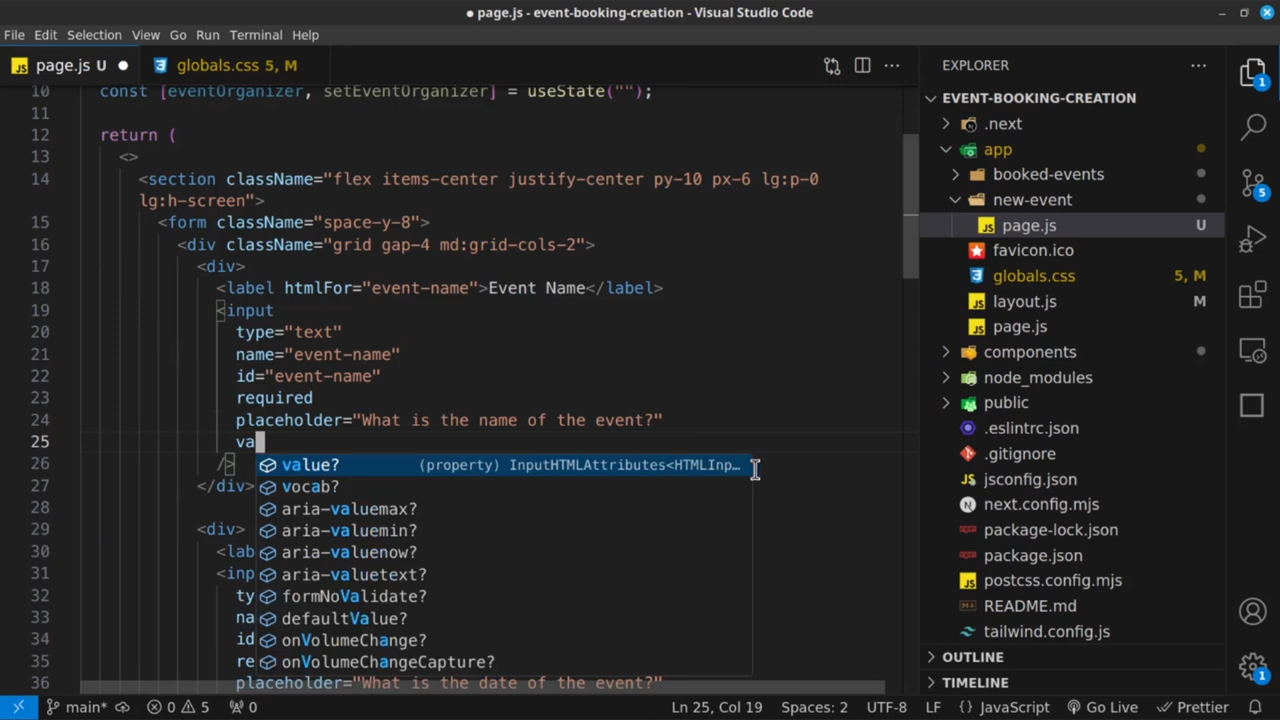 page.js - event-booking-creation - Visual Studio Code
File Edit Selection View Go Run Terminal Help
JS page.js U
globals.css 5, M
10 const [eventOrganizer, setEventOrganizer] = useState("");
11
12 return (
13 <>
14 <section className="flex items-center justify-center py-10 px-6 lg:p-0
lg:h-screen">
15 <form className="space-y-8">
16 <div className="grid gap-4 md:grid-cols-2">
17 <div>
18 <label htmlFor="event-name">Event Name</label>
19 <input
20 type="text"
21 name="event-name"
22 id="event-name"
23 required
24 placeholder="What is the name of the event?"
25 va
26 />
27 </div>
28
29 <div>
30 <lab
31 <inp
32 ty
33 na
34 id
35 re
36 placeholder="What is the date of the event?"
value? (property) InputHTMLAttributes<HTMLInp...
vocab?
aria-valuemax?
aria-valuemin?
aria-valuenow?
aria-valuetext?
formNoValidate?
defaultValue?
onVolumeChange?
onVolumeChangeCapture?
EXPLORER
EVENT-BOOKING-CREATION
.next
app
booked-events
new-event
JS page.js U
favicon.ico
globals.css 5, M
JS layout.js M
JS page.js
components
node_modules
public
.eslintrc.json
.gitignore
jsconfig.json
N next.config.mjs
package-lock.json
package.json
JS postcss.config.mjs
README.md
tailwind.config.js
OUTLINE
TIMELINE
1
5
1
main* 0 5 0 Ln 25, Col 19 Spaces: 2 UTF-8 LF {} JavaScript Go Live Prettier